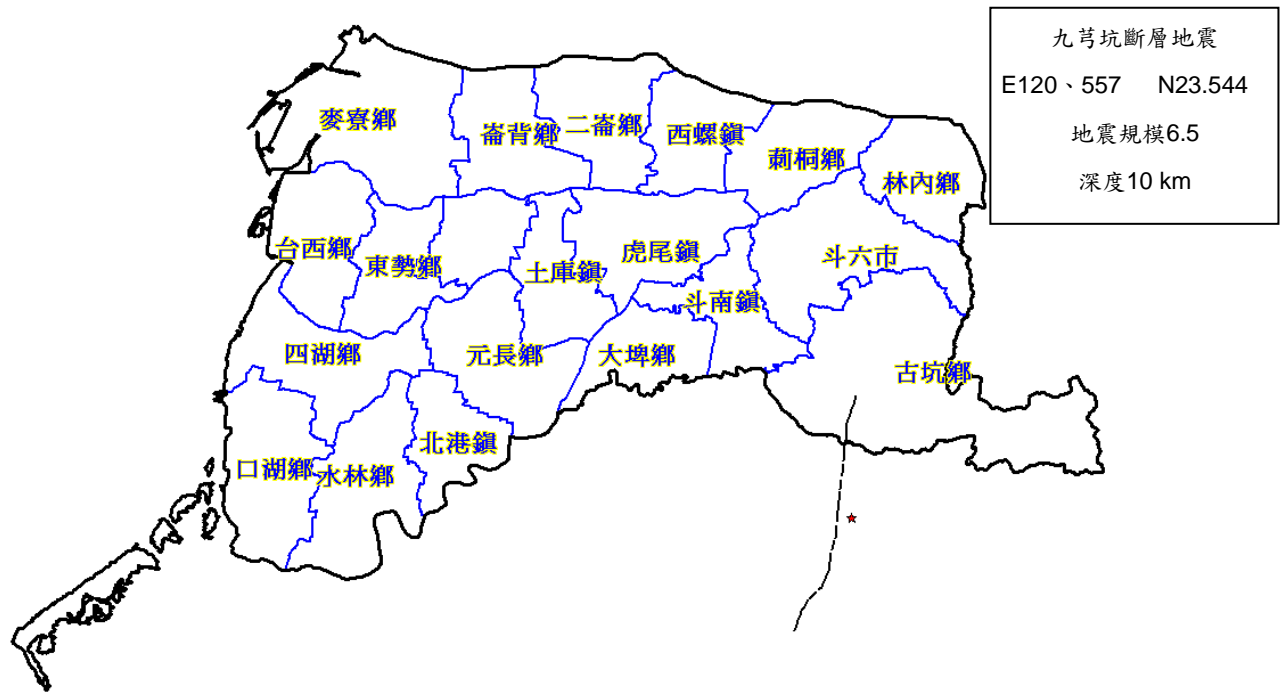 九芎坑斷層地震
E120、557 N23.544
地震規模6.5
深度10 km
麥寮鄉
崙背鄉
二崙鄉
西螺鎮
莿桐鄉
林內鄉
台西鄉
東勢鄉
土庫鎮
虎尾鎮
斗六市
斗南鎮
四湖鄉
元長鄉
大埤鄉
古坑鄉
北港鎮
口湖鄉
水林鄉